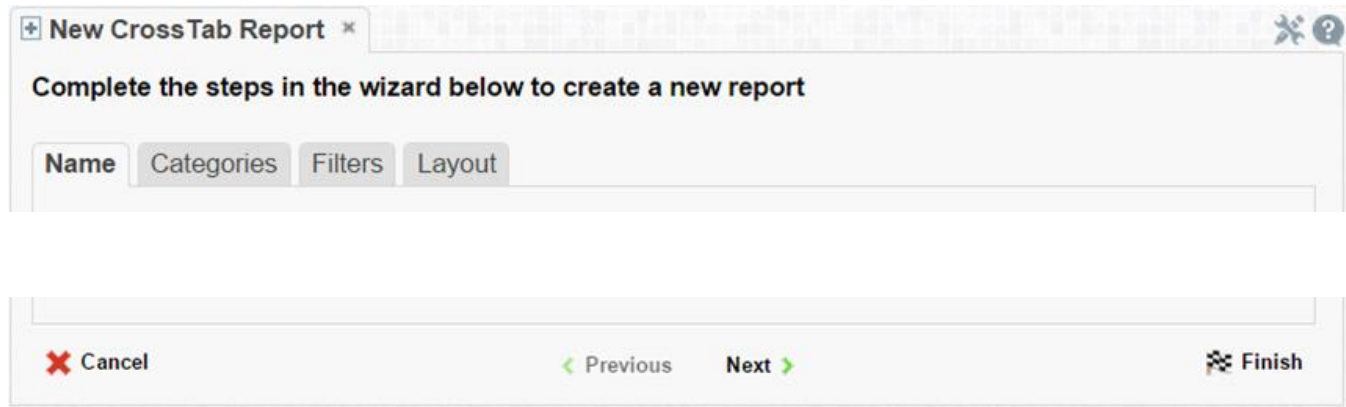 New CrossTab Report
Complete the steps in the wizard below to create a new report
Name Categories Filters Layout
Cancel Previous Next Finish